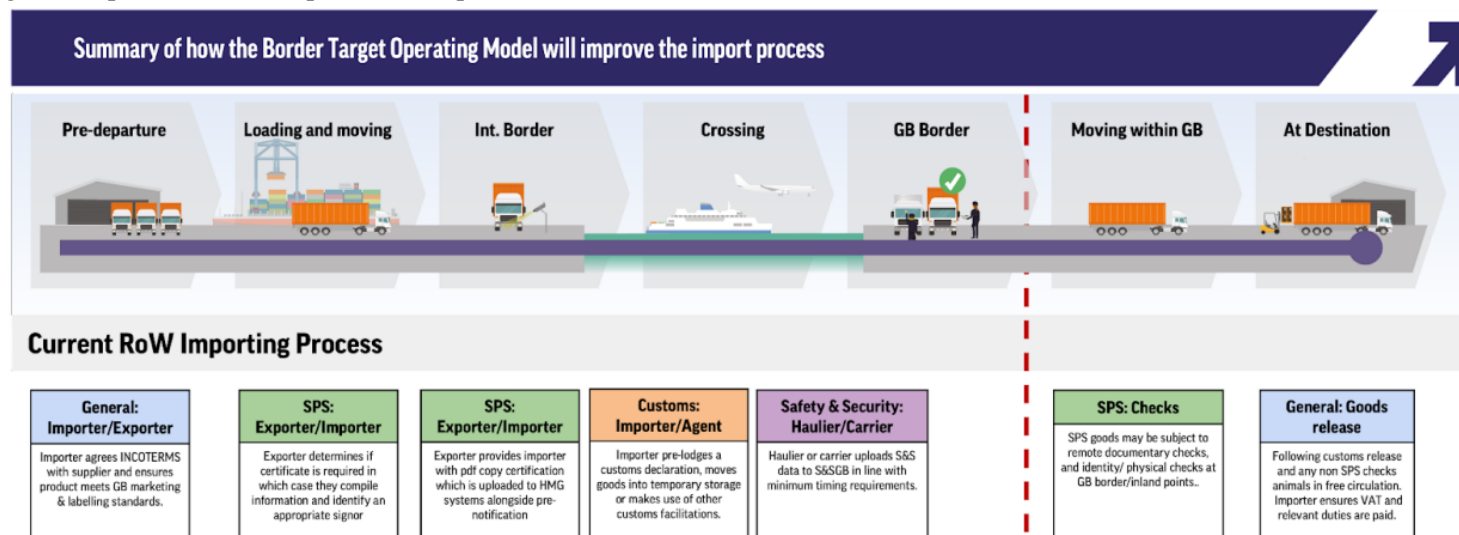 Summary of how the Border Target Operating Model will improve the import process
Pre-departure
Loading and moving
Int. Border
Crossing
GB Border
Moving within GB
At Destination
Current RoW Importing Process
General:
Importer/Exporter
Importer agrees INCOTERMS
with supplier and ensures
product meets GB marketing
& labelling standards.
SPS:
Exporter/Importer
Exporter determines if
certificate is required in
which case they compile
information and identify an
appropriate signor
SPS:
Exporter/Importer
Exporter provides importer
with pdf copy certification
which is uploaded to HMG
systems alongside pre-
notification
Customs:
Importer/Agent
Importer pre-lodges a
customs declaration, moves
goods into temporary storage
or makes use of other
customs facilitations.
Safety & Security:
Haulier/Carrier
Haulier or carrier uploads S&S
data to S&SGB in line with
minimum timing requirements.
SPS: Checks
SPS goods may be subject to
remote documentary checks,
and identity/ physical checks at
GB border/inland points..
General: Goods
release
Following customs release
and any non SPS checks
animals in free circulation.
Importer ensures VAT and
relevant duties are paid.